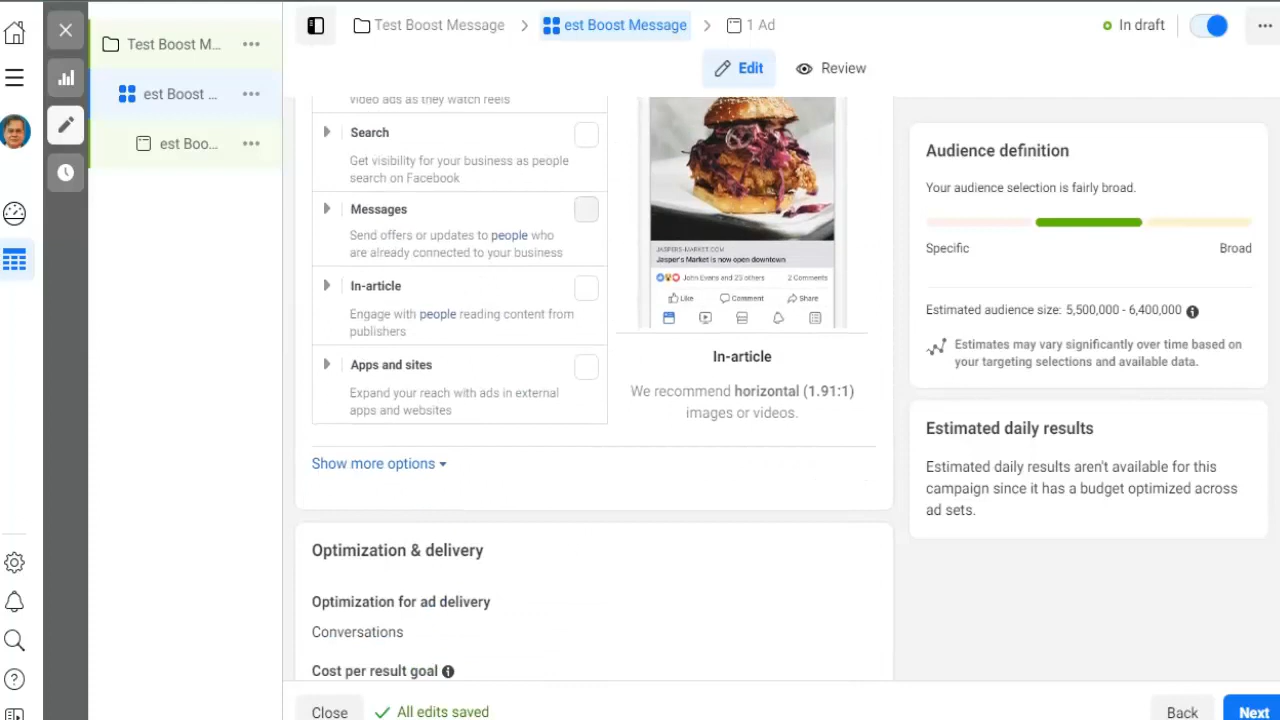 Test Boost Message
est Boost Message
1 Ad
In draft
Edit
Review
Test Boost M...
est Boost ...
est Boo...
video ads as they watch reels
Search
Get visibility for your business as people
search on Facebook
Messages
Send offers or updates to people who
are already connected to your business
In-article
Engage with people reading content from
publishers
Apps and sites
Expand your reach with ads in external
apps and websites
Show more options
JASPERS-MARKET.COM
Jasper's Market is now open downtown
John Evans and 23 others
2 Comments
Like
Comment
Share
In-article
We recommend horizontal (1.91:1)
images or videos.
Optimization & delivery
Optimization for ad delivery
Conversations
Cost per result goal
Audience definition
Your audience selection is fairly broad.
Specific
Broad
Estimated audience size: 5,500,000 - 6,400,000
Estimates may vary significantly over time based on
your targeting selections and available data.
Estimated daily results
Estimated daily results aren't available for this
campaign since it has a budget optimized across
ad sets.
Close
All edits saved
Back
Next